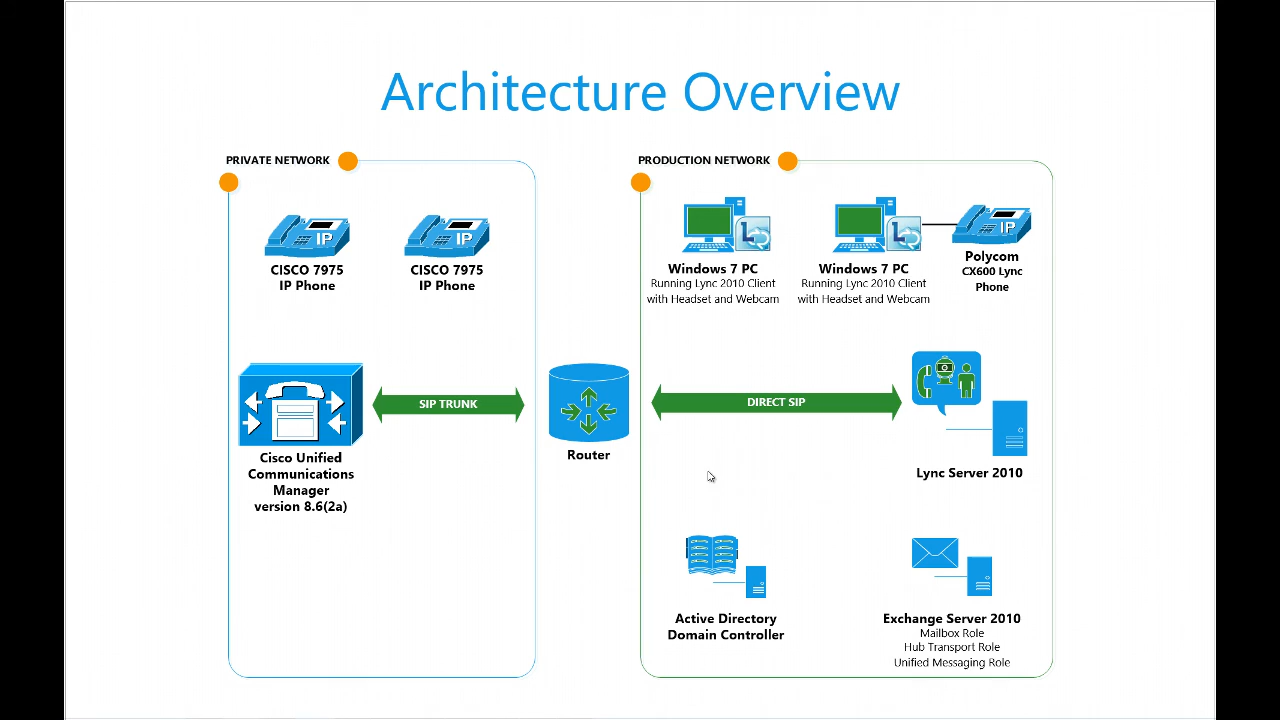 Architecture Overview
PRIVATE NETWORK
IP
IP
CISCO 7975
IP Phone
CISCO 7975
IP Phone
SIP TRUNK
Cisco Unified
Communications
Manager
version 8.6(2a)
Router
PRODUCTION NETWORK
L
L
IP
Windows 7 PC
Running Lync 2010 Client
with Headset and Webcam
Windows 7 PC
Running Lync 2010 Client
with Headset and Webcam
Polycom
CX600 Lync
Phone
DIRECT SIP
Lync Server 2010
Active Directory
Domain Controller
Exchange Server 2010
Mailbox Role
Hub Transport Role
Unified Messaging Role